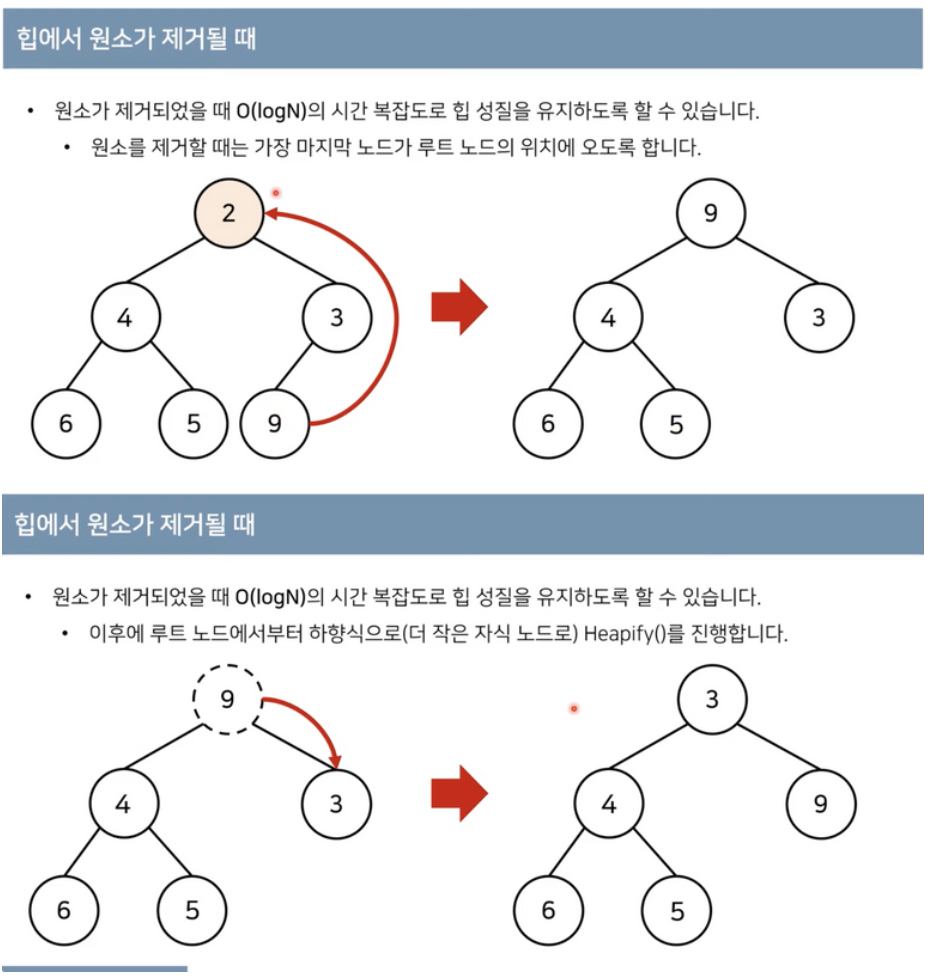 힙에서 원소가 제거될 때
• 원소가 제거되었을 때 O(logN)의 시간 복잡도로 힙 성질을 유지하도록 할 수 있습니다.
• 원소를 제거할 때는 가장 마지막 노드가 루트 노드의 위치에 오도록 합니다.
2 9
4 3 4 3
6 5 9 6 5
힙에서 원소가 제거될 때
• 원소가 제거되었을 때 O(logN)의 시간 복잡도로 힙 성질을 유지하도록 할 수 있습니다.
• 이후에 루트 노드에서부터 하향식으로(더 작은 자식 노드로) Heapify()를 진행합니다.
9 3
4 3 4 9
6 5 6 5